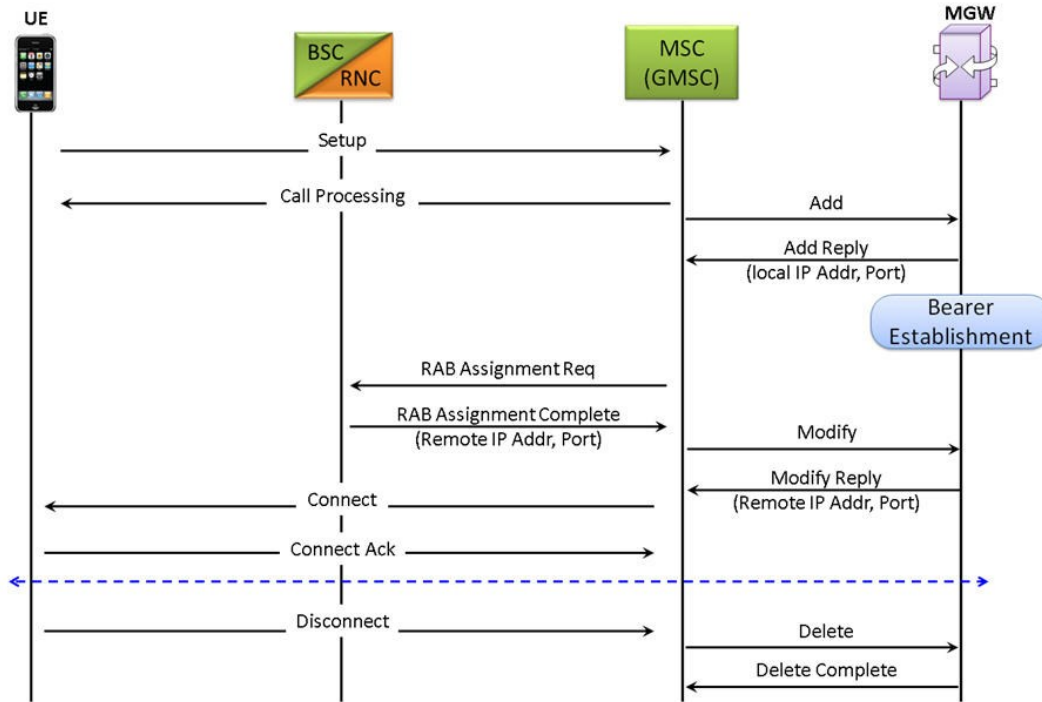 UE
BSC
RNC
MSC
(GMSC)
MGW
Setup
Call Processing
Add
Add Reply
(local IP Addr, Port)
Bearer
Establishment
RAB Assignment Req
RAB Assignment Complete
(Remote IP Addr, Port)
Modify
Modify Reply
(Remote IP Addr, Port)
Connect
Connect Ack
Disconnect
Delete
Delete Complete